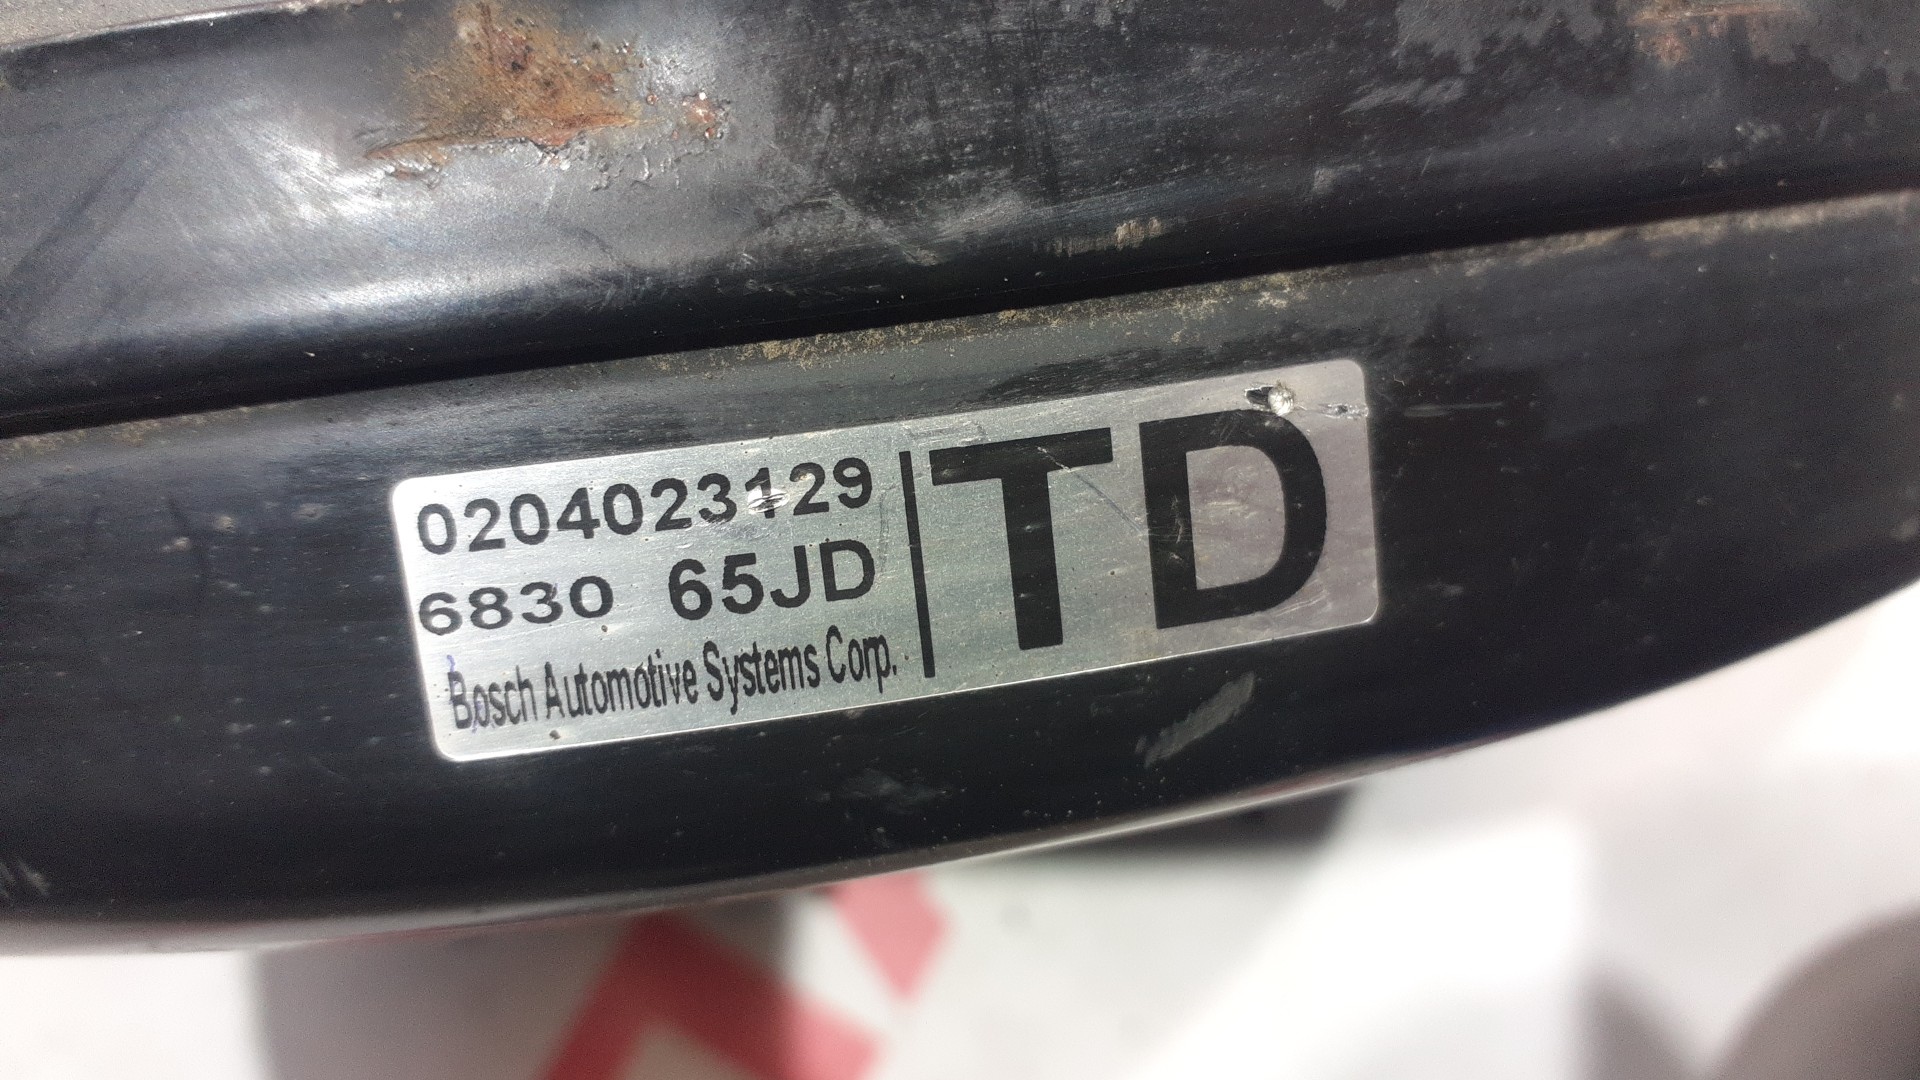 0204023129
6830 65JD
Bosch Automotive Systems Corp.
TD